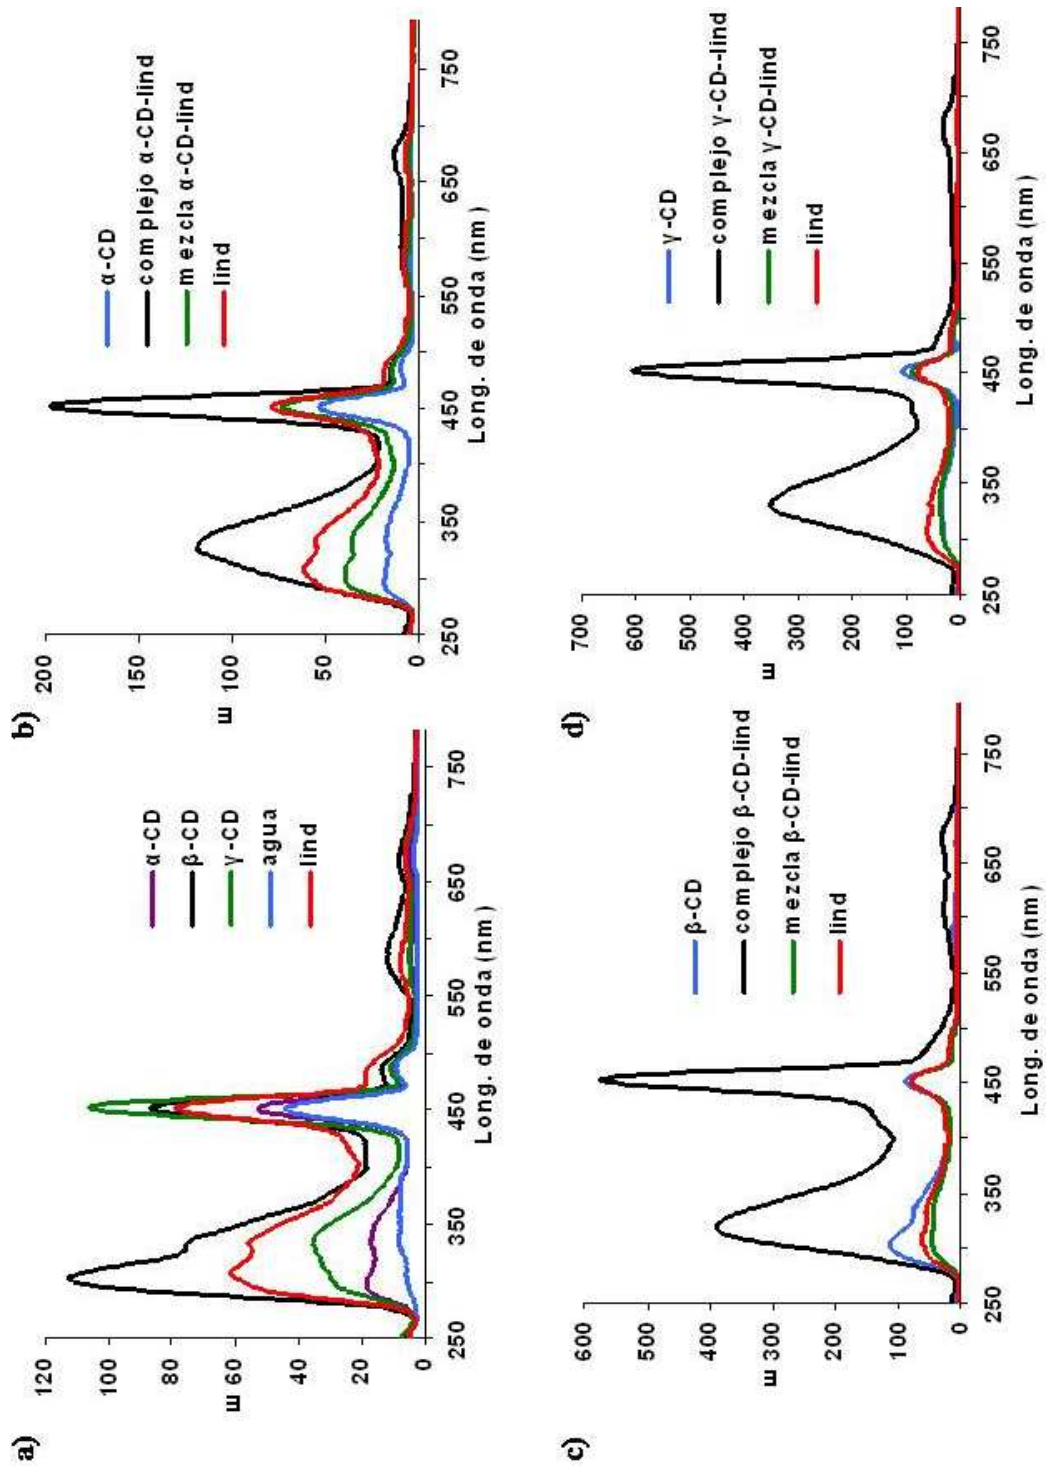 a)
120
100
80
E 60
40
20
0
250
350
450
550
650
750
Long. de onda (nm)
α-CD
β-CD
γ-CD
agua
lind
b)
200
150
E
100
50
0
250
350
450
550
650
750
Long. de onda (nm)
α-CD
complejo α-CD-lind
mezcla α-CD-lind
lind
c)
600
500
400
E 300
200
100
0
250
350
450
550
650
750
Long. de onda (nm)
β-CD
complejo β-CD-lind
mezcla β-CD-lind
lind
d)
700
600
500
400
E
300
200
100
0
250
350
450
550
650
750
Long. de onda (nm)
γ-CD
complejo γ-CD--lind
mezcla γ-CD-lind
lind